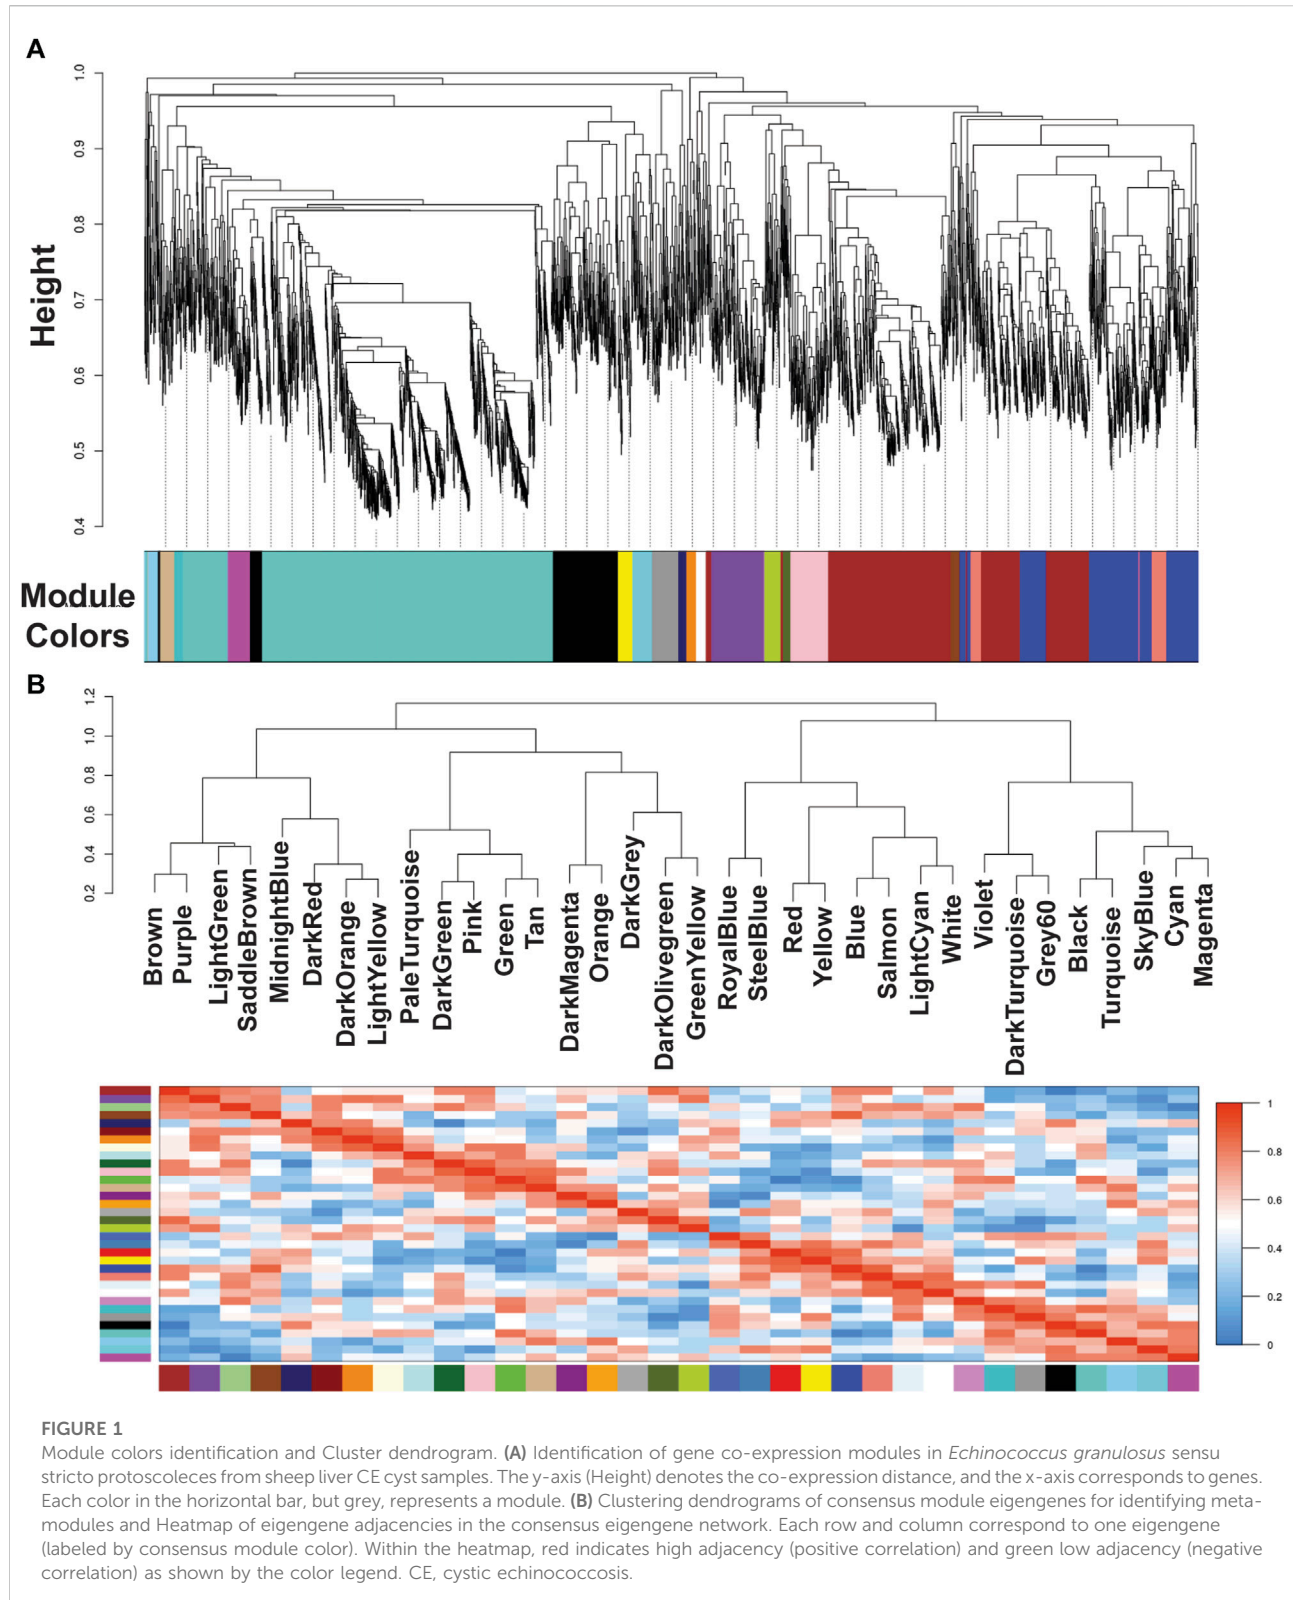 A
Height
1.0
0.9
0.8
0.7
0.6
0.5
0.4
Module
Colors
B
1.2
1.0
0.8
0.6
0.4
0.2
Brown
Purple
LightGreen
SaddleBrown
MidnightBlue
DarkRed
DarkOrange
LightYellow
PaleTurquoise
DarkGreen
Pink
Green
Tan
DarkMagenta
Orange
DarkGrey
DarkOlivegreen
GreenYellow
RoyalBlue
SteelBlue
Red
Yellow
Blue
Salmon
LightCyan
White
Violet
DarkTurquoise
Grey60
Black
Turquoise
SkyBlue
Cyan
Magenta
1
0.8
0.6
0.4
0.2
0
FIGURE 1
Module colors identification and Cluster dendrogram. (A) Identification of gene co-expression modules in Echinococcus granulosus sensu
stricto protoscoleces from sheep liver CE cyst samples. The y-axis (Height) denotes the co-expression distance, and the x-axis corresponds to genes.
Each color in the horizontal bar, but grey, represents a module. (B) Clustering dendrograms of consensus module eigengenes for identifying meta-
modules and Heatmap of eigengene adjacencies in the consensus eigengene network. Each row and column correspond to one eigengene
(labeled by consensus module color). Within the heatmap, red indicates high adjacency (positive correlation) and green low adjacency (negative
correlation) as shown by the color legend. CE, cystic echinococcosis.